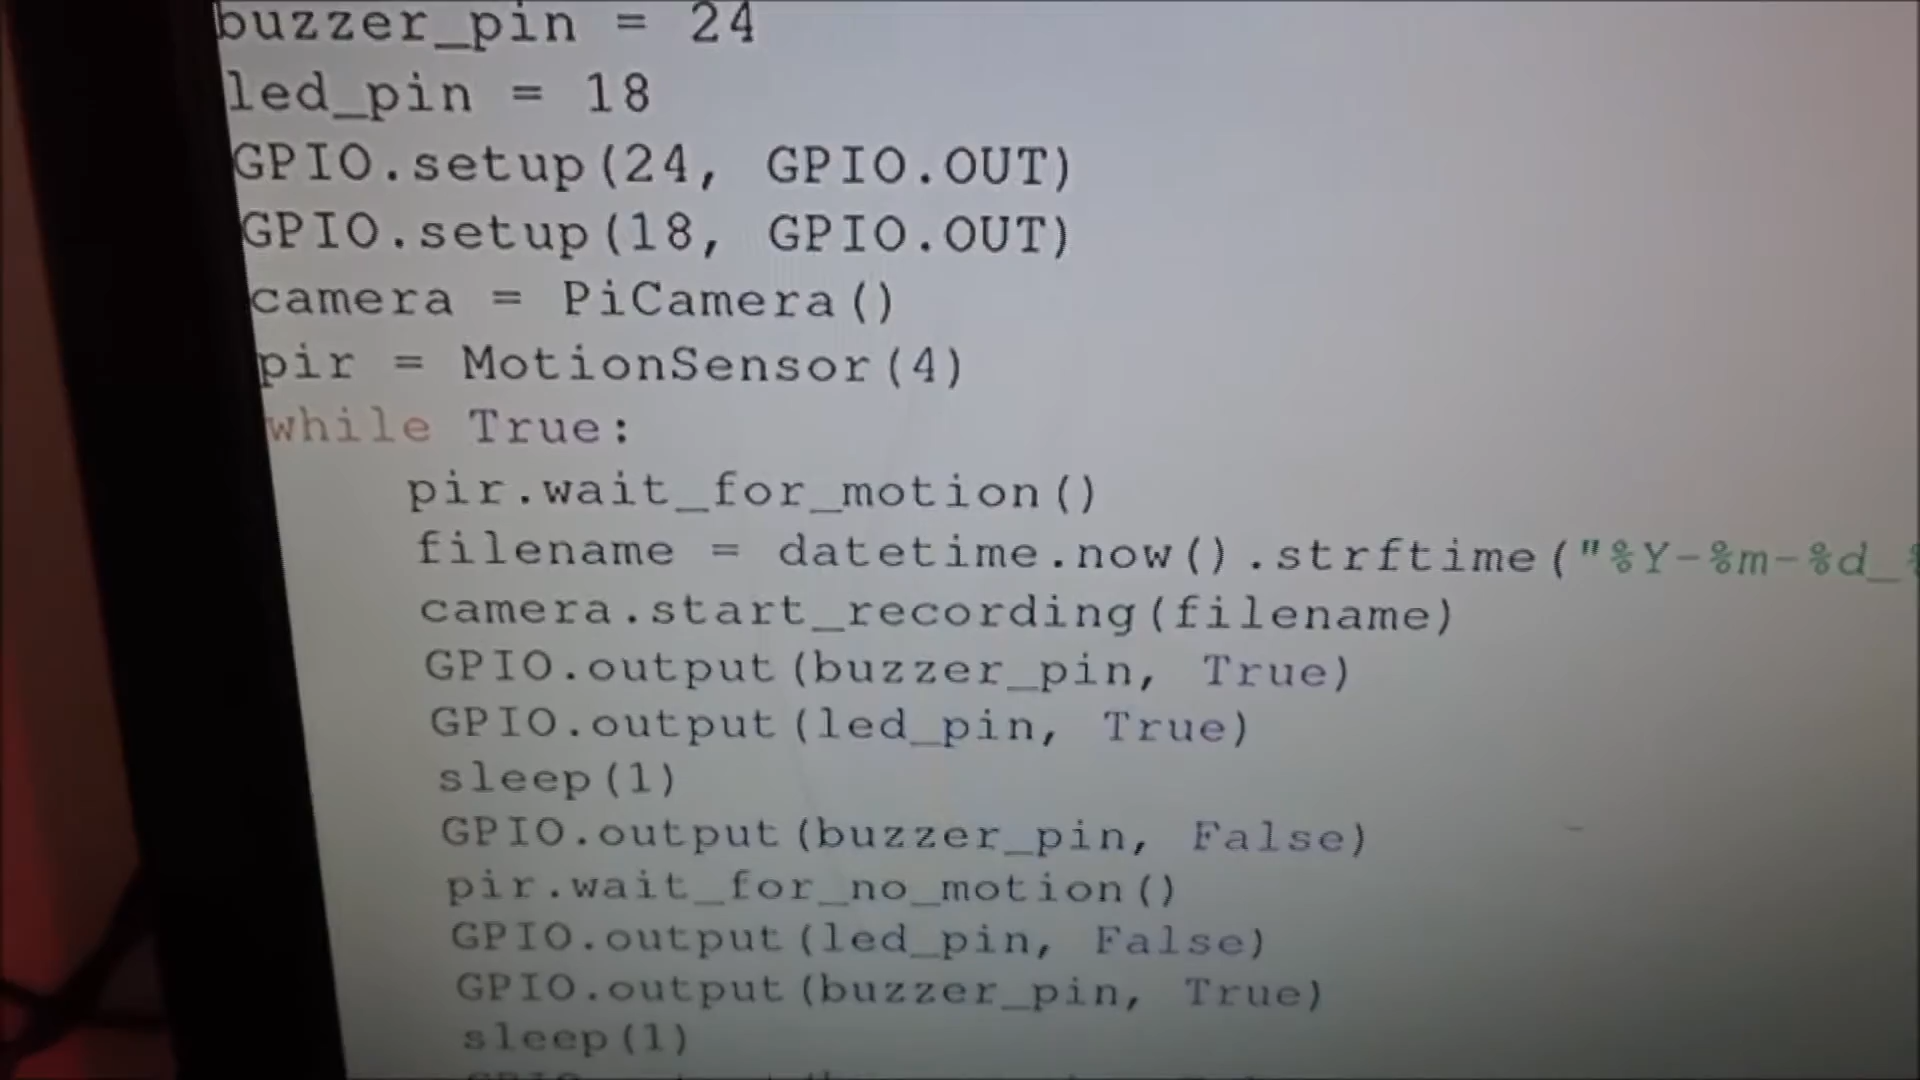 buzzer_pin = 24
led_pin = 18
GPIO.setup(24, GPIO.OUT)
GPIO.setup(18, GPIO.OUT)
camera = PiCamera()
pir = MotionSensor(4)
while True:
    pir.wait_for_motion()
    filename = datetime.now().strftime("%Y-%m-%d_
    camera.start_recording(filename)
    GPIO.output(buzzer_pin, True)
    GPIO.output(led_pin, True)
    sleep(1)
    GPIO.output(buzzer_pin, False)
    pir.wait_for_no_motion()
    GPIO.output(led_pin, False)
    GPIO.output(buzzer_pin, True)
    sleep(1)